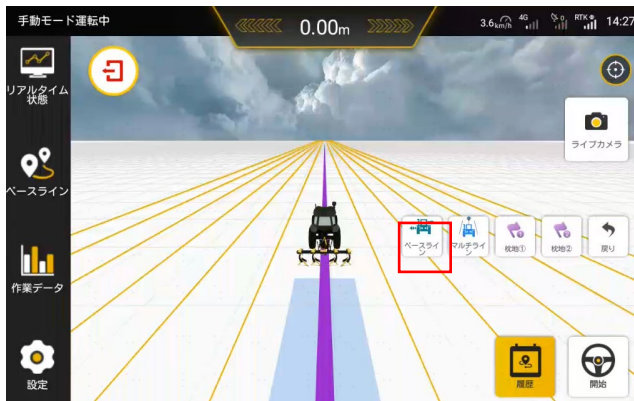 手動モード運転中
0.00m
3.6km/h
4G
0
RTK
14:27
リアルタイム
状態
ライブカメラ
ベースライン
ベースライ
ン
マルチライ
ン
枕地①
枕地②
戻り
作業データ
設定
履歴
開始